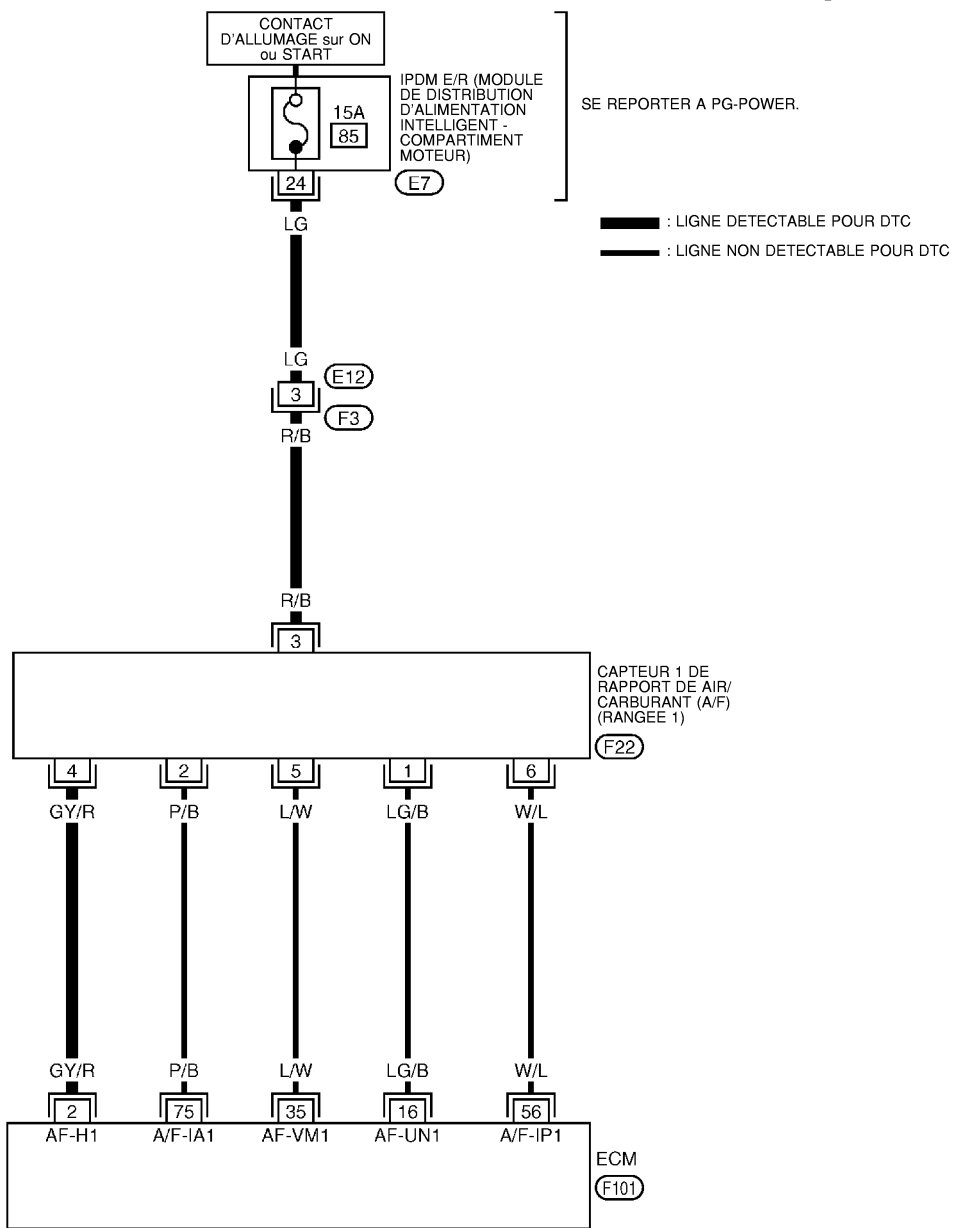 CONTACT
D'ALLUMAGE sur ON
ou START
IPDM E/R (MODULE
DE DISTRIBUTION
D'ALIMENTATION
INTELLIGENT -
COMPARTIMENT
MOTEUR)
SE REPORTER A PG-POWER.
15A
85
24
E7
LG
: LIGNE DETECTABLE POUR DTC
: LIGNE NON DETECTABLE POUR DTC
LG
E12
3
F3
R/B
R/B
3
CAPTEUR 1 DE
RAPPORT DE AIR/
CARBURANT (A/F)
(RANGEE 1)
F22
4 2 5 1 6
GY/R P/B L/W LG/B W/L
GY/R P/B L/W LG/B W/L
2 75 35 16 56
AF-H1 A/F-IA1 AF-VM1 AF-UN1 A/F-IP1
ECM
F101